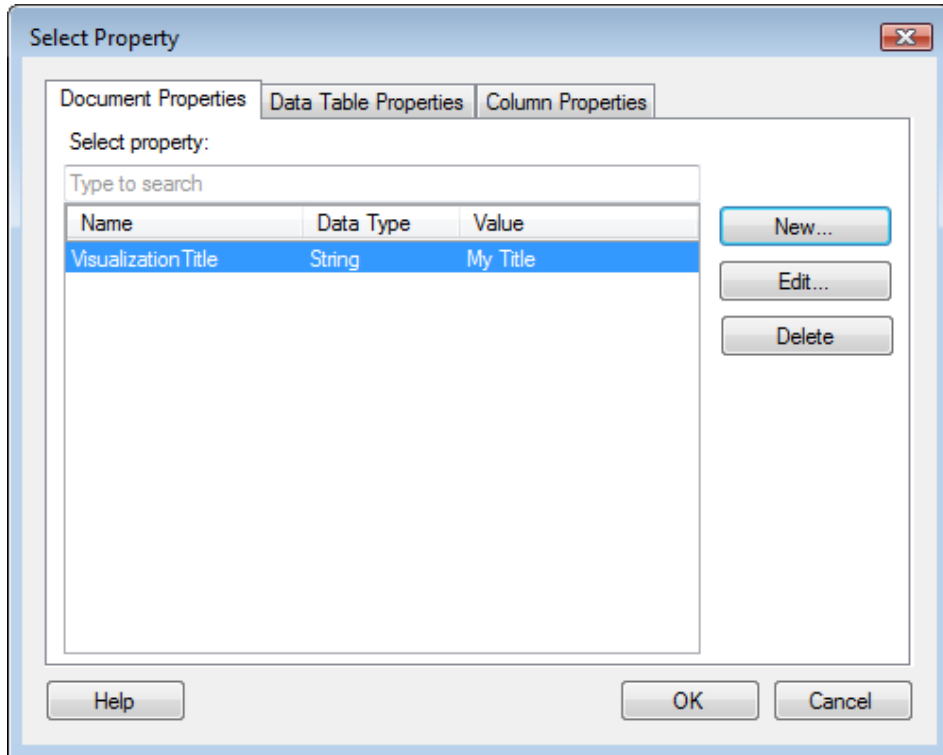 Select Property
Document Properties Data Table Properties Column Properties
Select property:
Type to search
Name Data Type Value
New...
VisualizationTitle String My Title
Edit...
Delete
Help OK Cancel